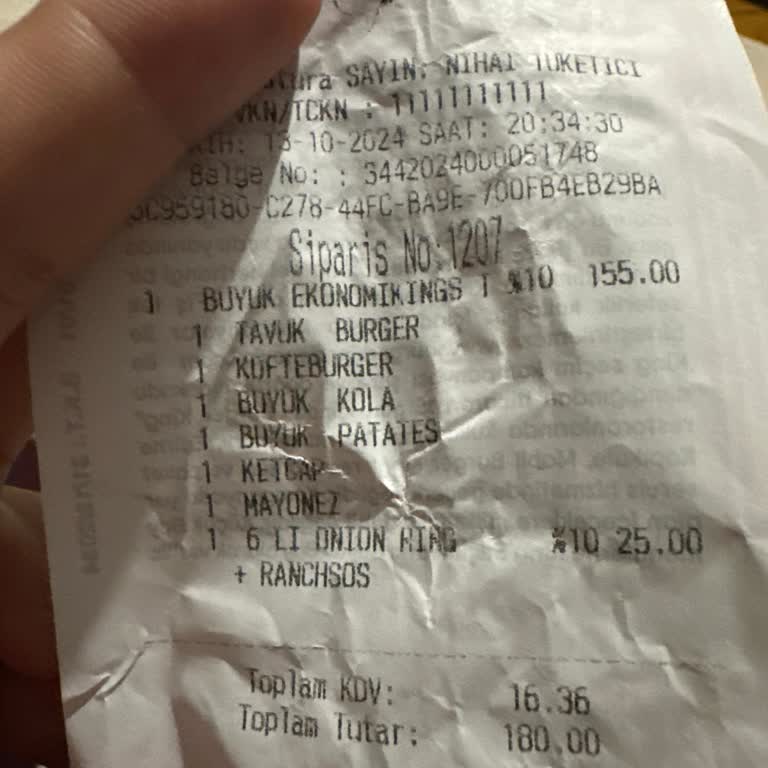 SAYIN: NIHAI TUKETICI
VKN/TCKN : 11111111111
13-10-2024 SAAT: 20:34:30
Belge No: : 3442024000051748
C959180-C278-44FC-BA9E-700FB4EB29BA
Siparis No:1207
1 BUYUK EKONOMIKINGS T %10 155.00
1 TAVUK BURGER
1 KOFTEBURGER
1 BUYUK KOLA
1 BUYUK PATATES
1 KETCAP
1 MAYONEZ
1 6 LI ONION RING %10 25.00
+ RANCHSOS
Toplam KDV: 16.36
Toplam Tutar: 180.00